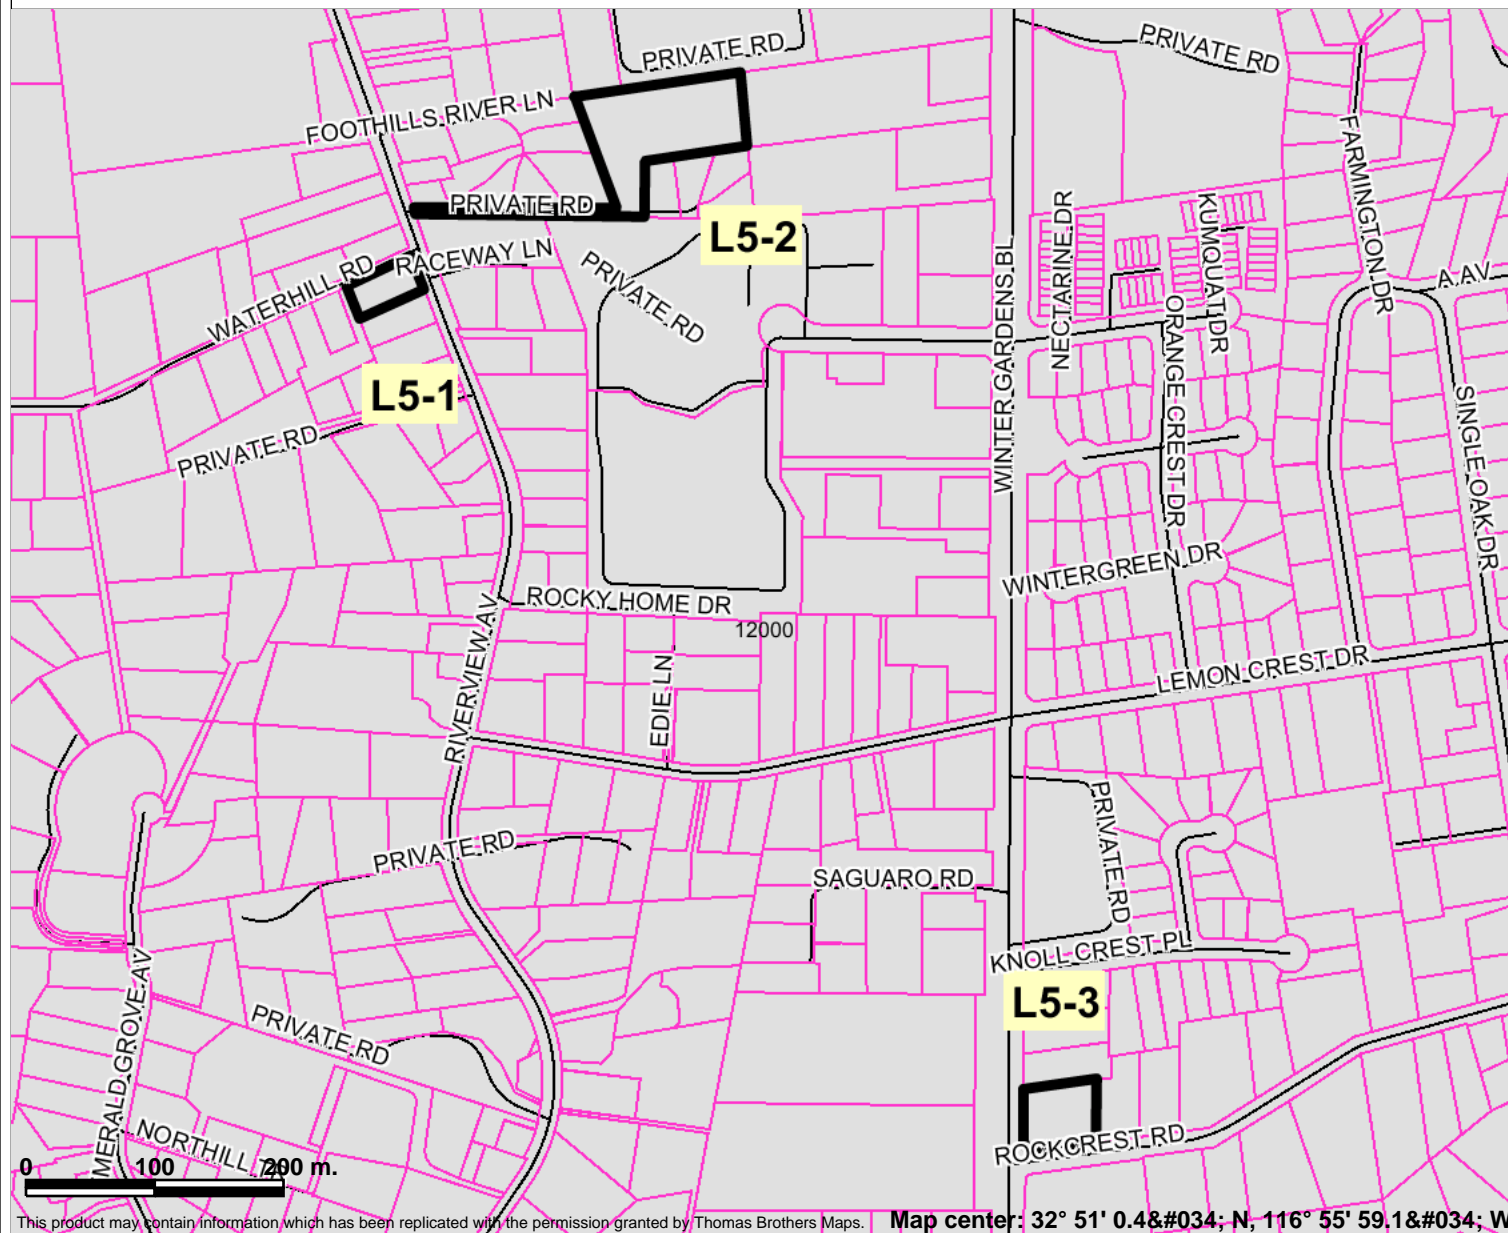 PRIVATE RD
PRIVATE RD
FOOTHILLS RIVER LN
FARMINGTON DR
PRIVATE RD
NECTARINE DR
KUMQUAT DR
L5-2
RACEWAY LN
WATERHILL RD
PRIVATE RD
WINTER GARDENS BL
A AV
ORANGE CREST DR
L5-1
SINGLE OAK DR
PRIVATE RD
WINTERGREEN DR
ROCKY HOME DR
12000
RIVERVIEW AV
EDIE LN
LEMON CREST DR
PRIVATE RD
PRIVATE RD
SAGUARO RD
KNOLL CREST PL
EMERALD GROVE AV
L5-3
PRIVATE RD
NORTHILL
ROCKCREST RD
0 100 200 m.
This product may contain information which has been replicated with the permission granted by Thomas Brothers Maps.
Map center: 32° 51' 0.4&#034; N, 116° 55' 59.1&#034; W